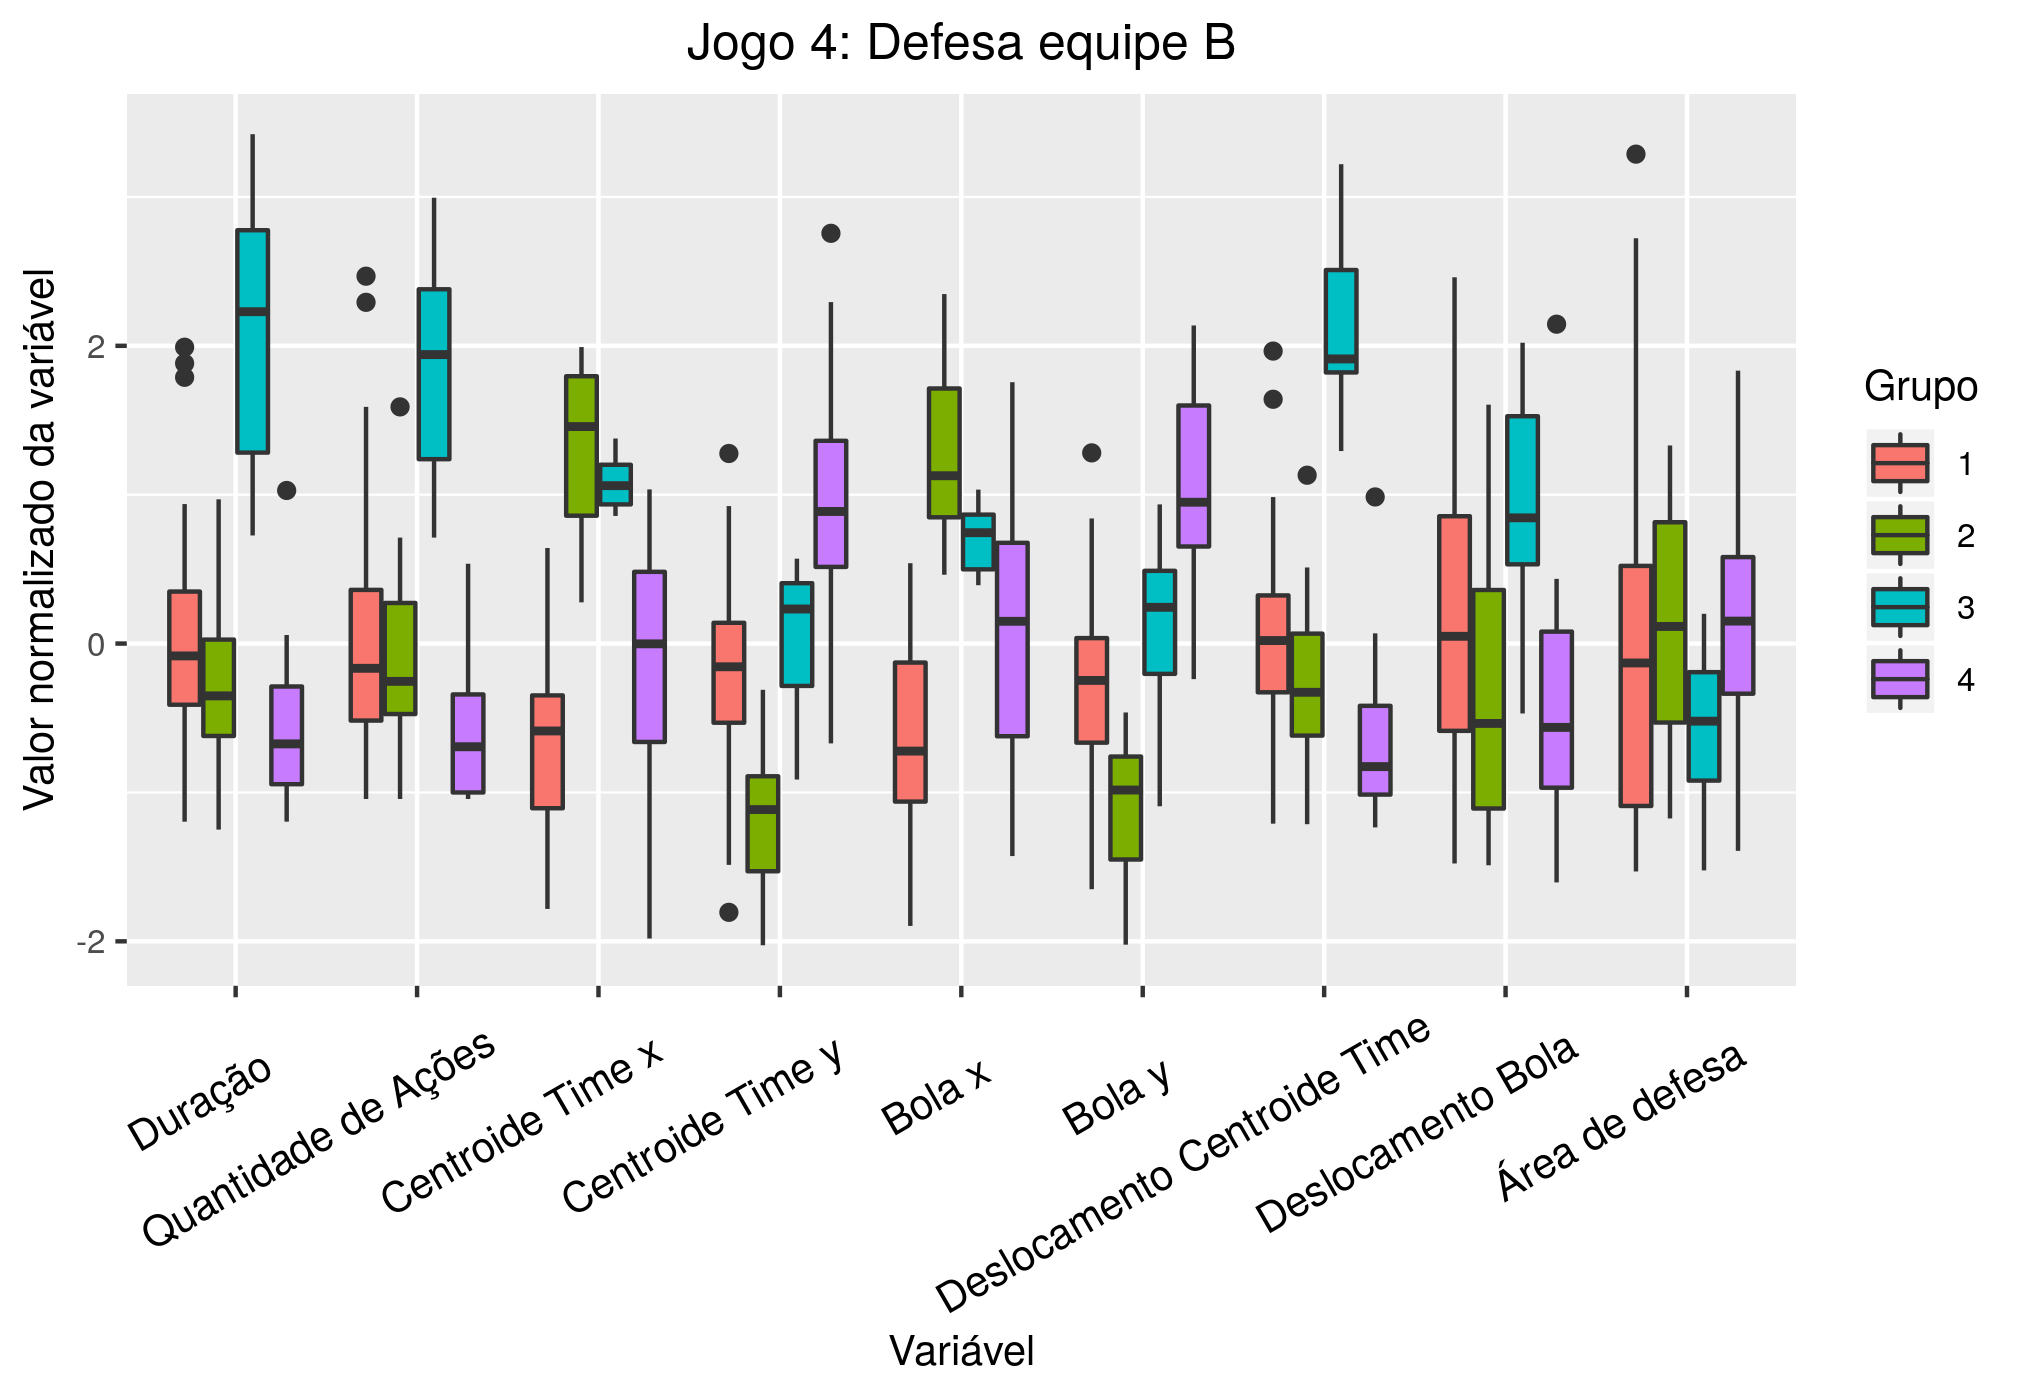 Jogo 4: Defesa equipe B
Valor normalizado da variável
2
0
-2
Duração
Quantidade de Ações
Centroide Time x
Centroide Time y
Bola x
Bola y
Deslocamento Centroide Time
Deslocamento Bola
Área de defesa
Variável
Grupo
1
2
3
4